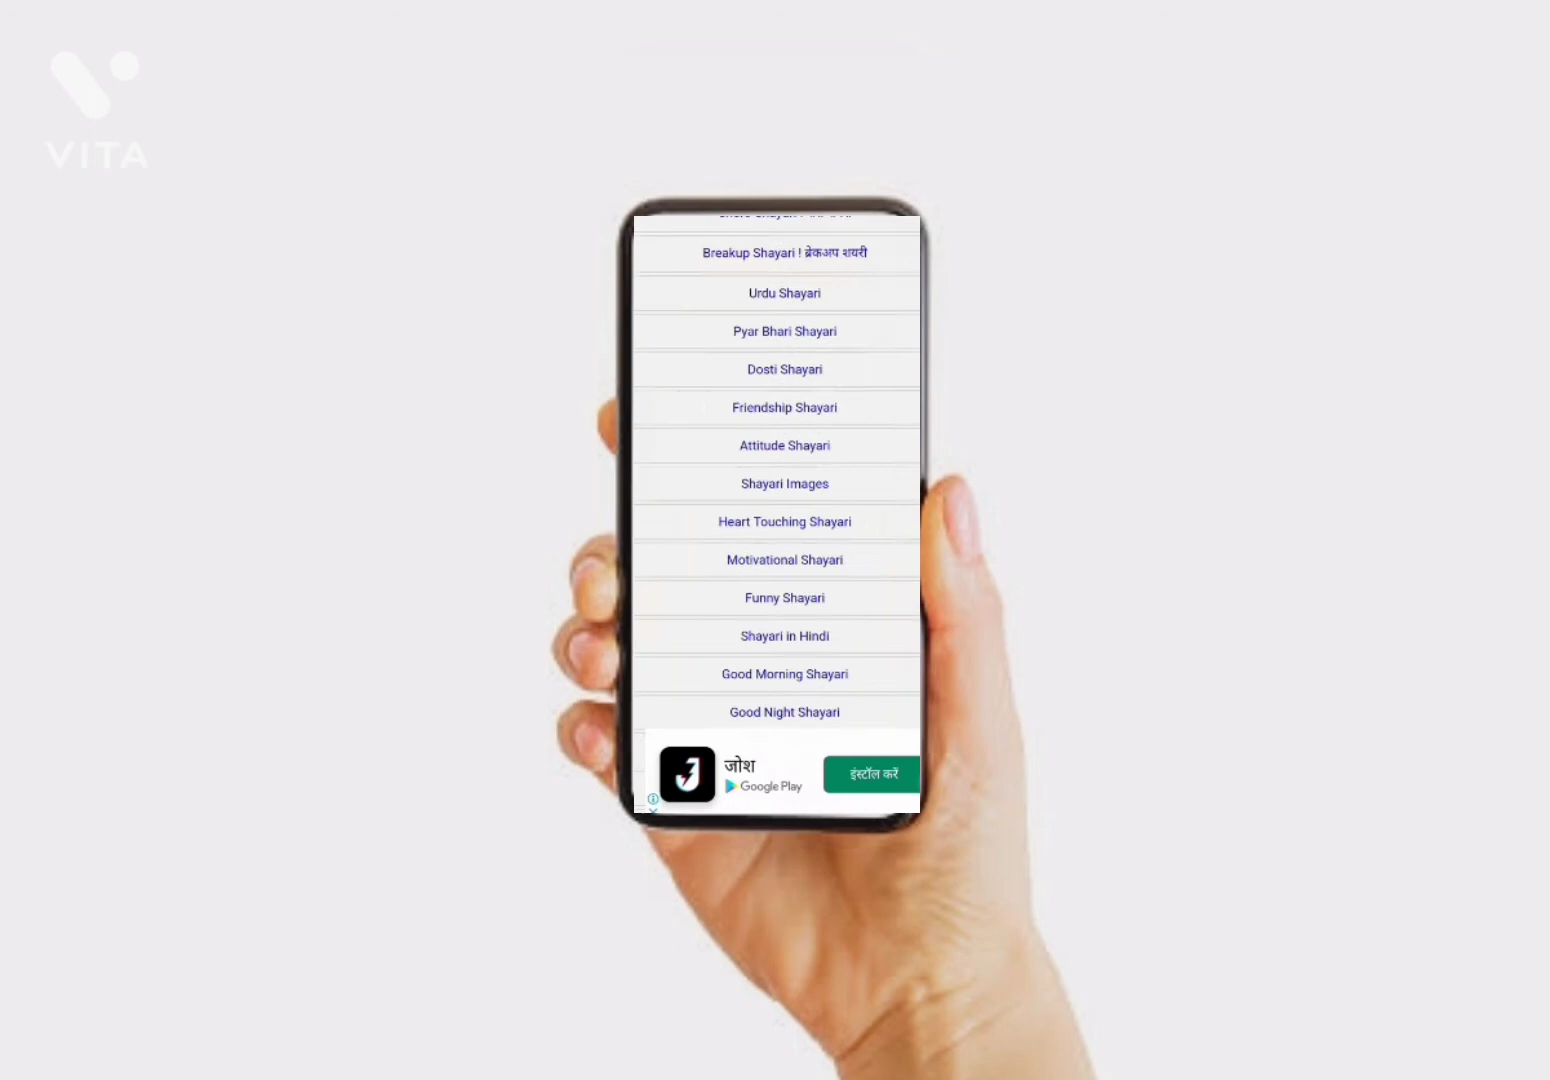 VITA
Breakup Shayari ! ब्रेकअप शयरी
Urdu Shayari
Pyar Bhari Shayari
Dosti Shayari
Friendship Shayari
Attitude Shayari
Shayari Images
Heart Touching Shayari
Motivational Shayari
Funny Shayari
Shayari in Hindi
Good Morning Shayari
Good Night Shayari
जोश
Google Play
इंस्टॉल करें